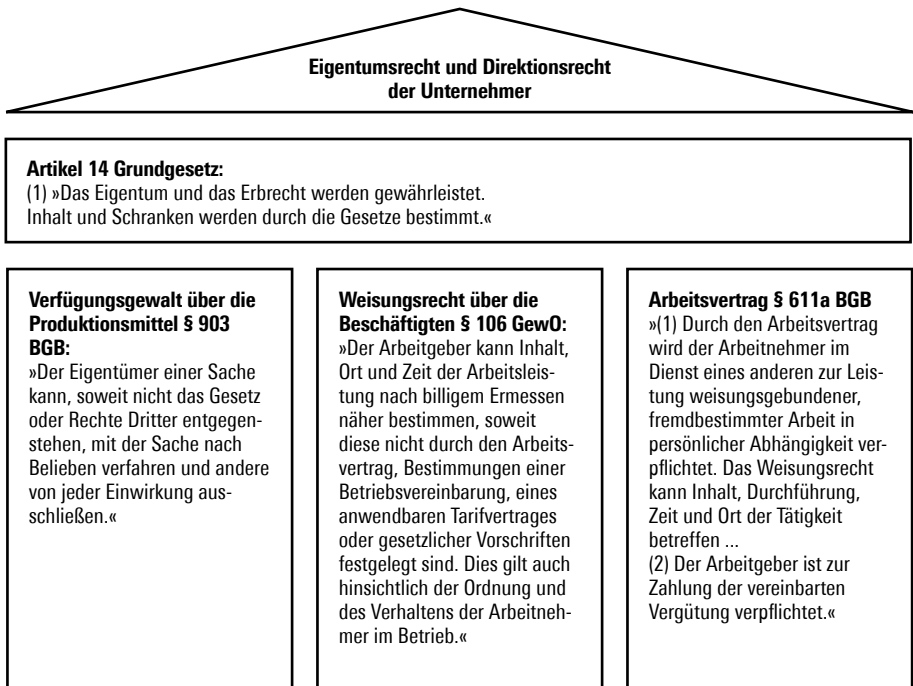 Eigentumsrecht und Direktionsrecht
der Unternehmer
Artikel 14 Grundgesetz:
(1) »Das Eigentum und das Erbrecht werden gewährleistet.
Inhalt und Schranken werden durch die Gesetze bestimmt.«
Verfügungsgewalt über die
Produktionsmittel § 903
BGB:
»Der Eigentümer einer Sache
kann, soweit nicht das Gesetz
oder Rechte Dritter entgegen-
stehen, mit der Sache nach
Belieben verfahren und andere
von jeder Einwirkung aus-
schließen.«
Weisungsrecht über die
Beschäftigten § 106 GewO:
»Der Arbeitgeber kann Inhalt,
Ort und Zeit der Arbeitsleis-
tung nach billigem Ermessen
näher bestimmen, soweit
diese nicht durch den Arbeits-
vertrag, Bestimmungen einer
Betriebsvereinbarung, eines
anwendbaren Tarifvertrages
oder gesetzlicher Vorschriften
festgelegt sind. Dies gilt auch
hinsichtlich der Ordnung und
des Verhaltens der Arbeitneh-
mer im Betrieb.«
Arbeitsvertrag § 611a BGB
»(1) Durch den Arbeitsvertrag
wird der Arbeitnehmer im
Dienst eines anderen zur Leis-
tung weisungsgebundener,
fremdbestimmter Arbeit in
persönlicher Abhängigkeit ver-
pflichtet. Das Weisungsrecht
kann Inhalt, Durchführung,
Zeit und Ort der Tätigkeit
betreffen ...
(2) Der Arbeitgeber ist zur
Zahlung der vereinbarten
Vergütung verpflichtet.«